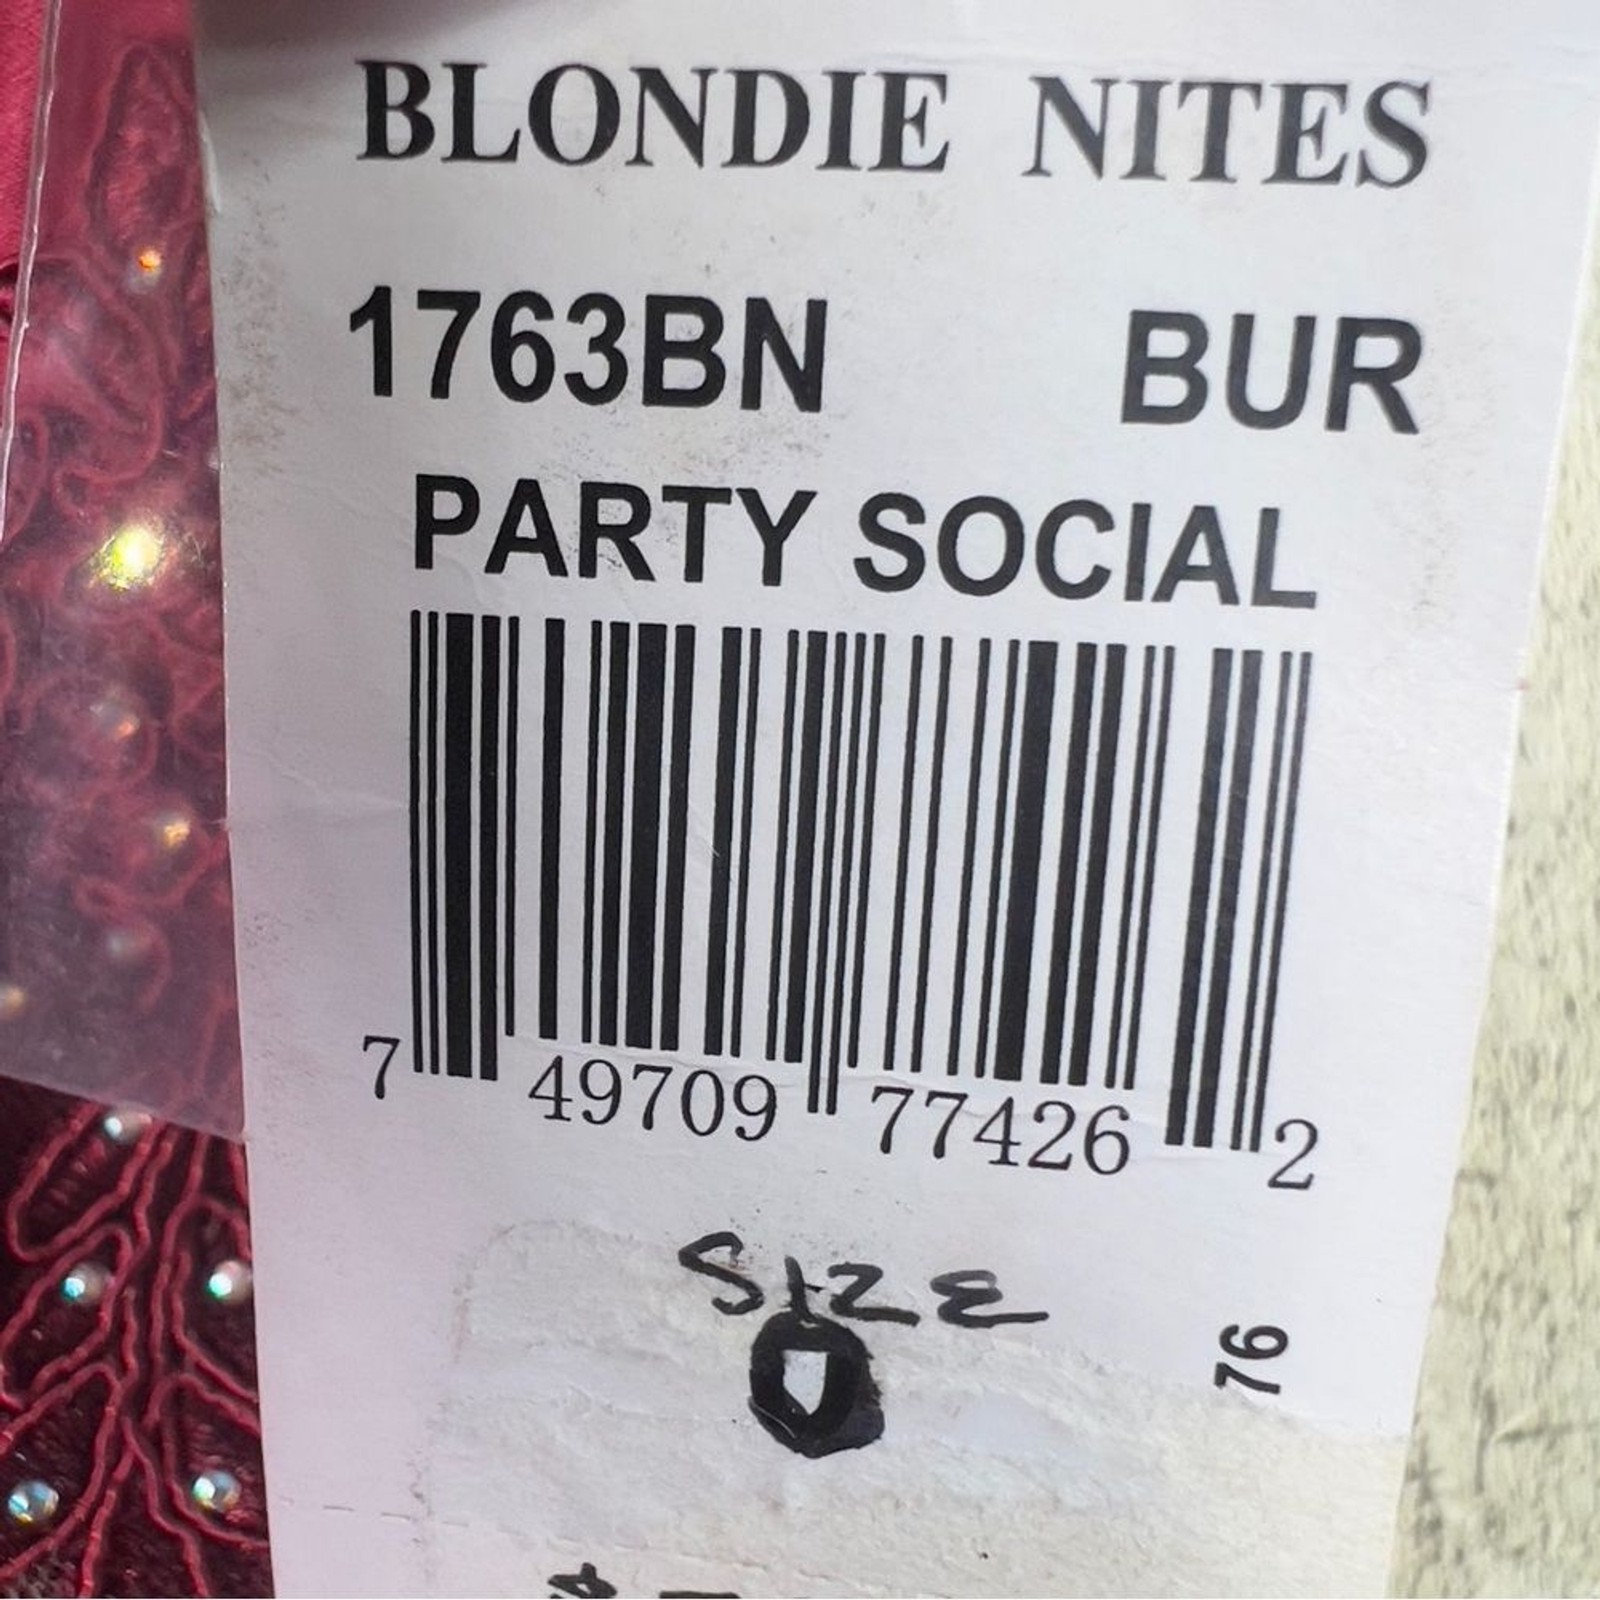 BLONDIE NITES
1763BN BUR
PARTY SOCIAL
7 49709 77426 2
SIZE
0
76
$